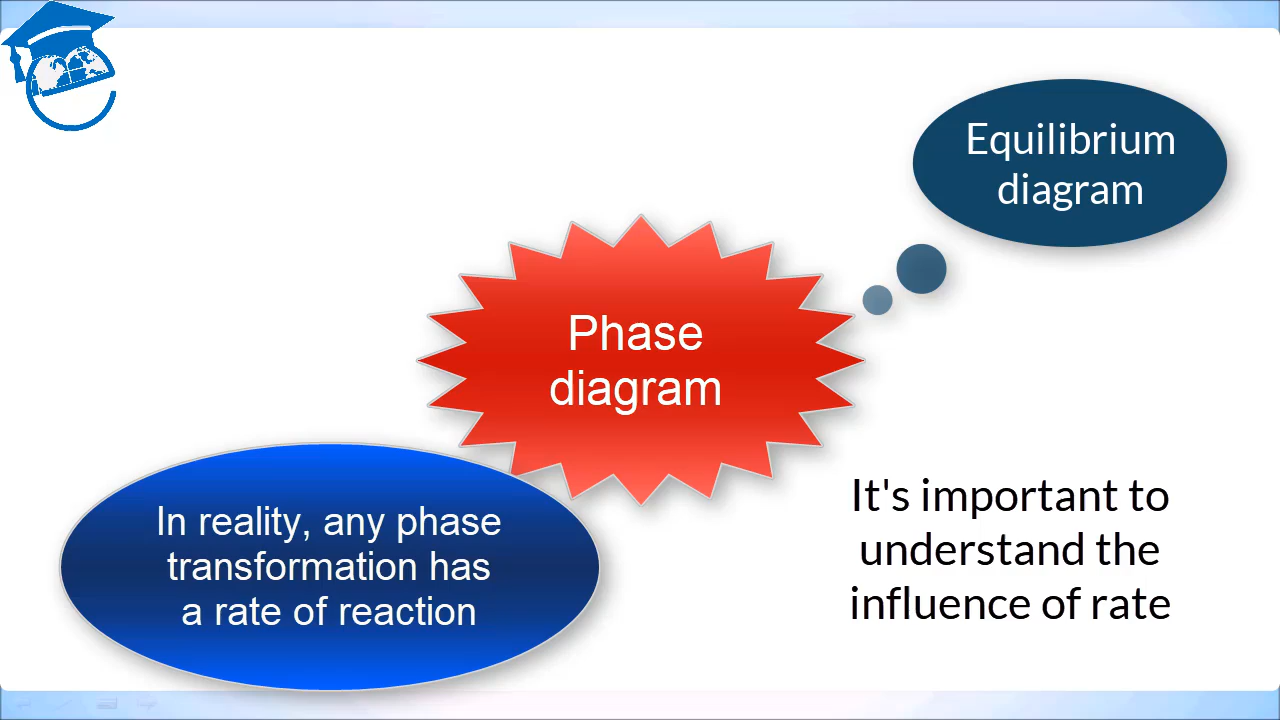 Equilibrium
diagram
Phase
diagram
In reality, any phase
transformation has
a rate of reaction
It's important to
understand the
influence of rate